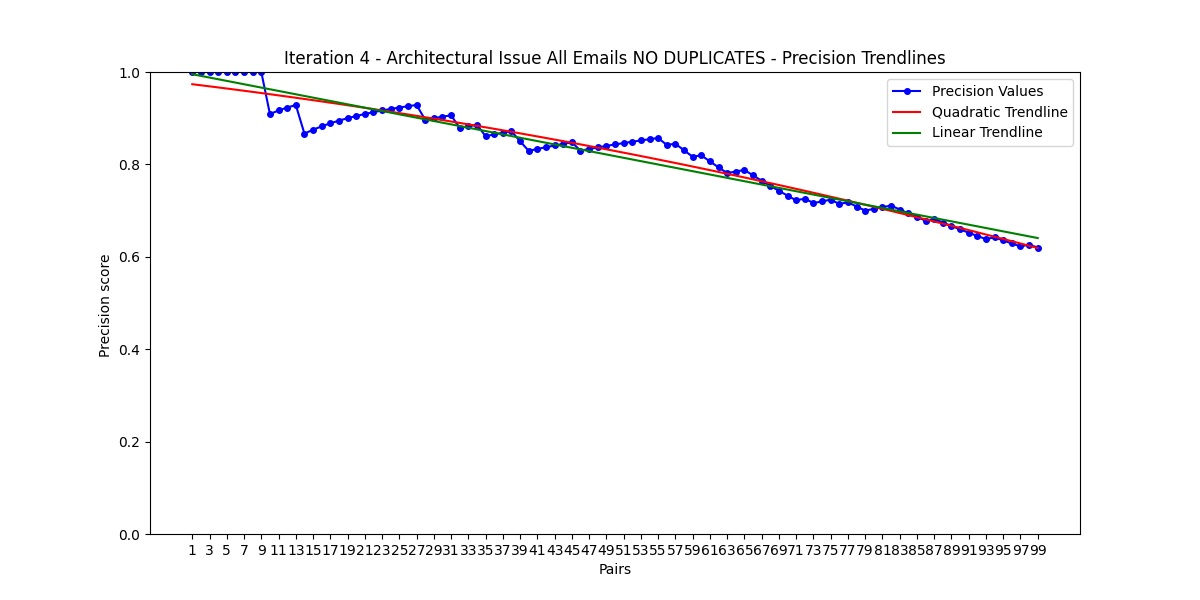 Iteration 4 - Architectural Issue All Emails NO DUPLICATES - Precision Trendlines
Precision Values
Quadratic Trendline
Linear Trendline
Precision score
1.0
0.8
0.6
0.4
0.2
0.0
1 3 5 7 9 11 13 15 17 19 21 23 25 27 29 31 33 35 37 39 41 43 45 47 49 51 53 55 57 59 61 63 65 67 69 71 73 75 77 79 81 83 85 87 89 91 93 95 97 99
Pairs